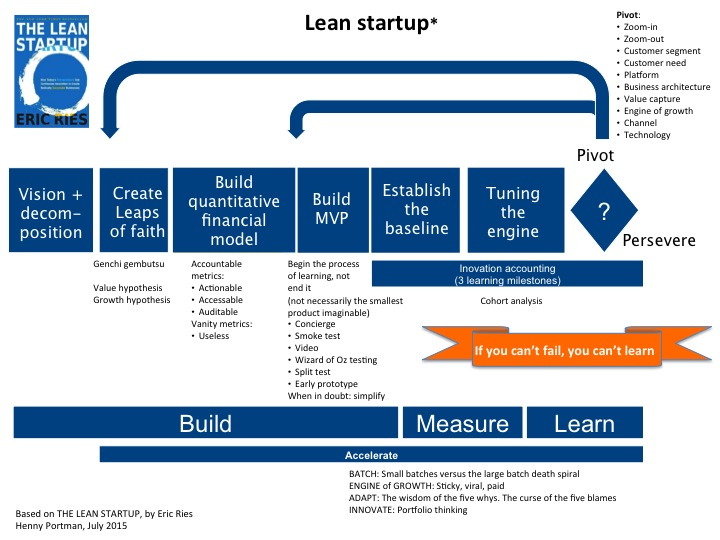 Lean startup*
THE LEAN
STARTUP
ERIC RIES
Pivot:
• Zoom-in
• Zoom-out
• Customer segment
• Customer need
• Platform
• Business architecture
• Value capture
• Engine of growth
• Channel
• Technology
Pivot
Vision +
decom-
position
Create
Leaps
of faith
Build
quantitative
financial
model
Build
MVP
Establish
the
baseline
Tuning
the
engine
?
Persevere
Genchi gembutsu
Value hypothesis
Growth hypothesis
Accountable
metrics:
• Actionable
• Accessable
• Auditable
Vanity metrics:
• Useless
Begin the process
of learning, not
end it
(not necessarily the smallest
product imaginable)
• Concierge
• Smoke test
• Video
• Wizard of Oz testing
• Split test
• Early prototype
When in doubt: simplify
Inovation accounting
(3 learning milestones)
Cohort analysis
If you can't fail, you can't learn
Build
Measure
Learn
Accelerate
BATCH: Small batches versus the large batch death spiral
ENGINE of GROWTH: Sticky, viral, paid
ADAPT: The wisdom of the five whys. The curse of the five blames
INNOVATE: Portfolio thinking
Based on THE LEAN STARTUP, by Eric Ries
Henny Portman, July 2015